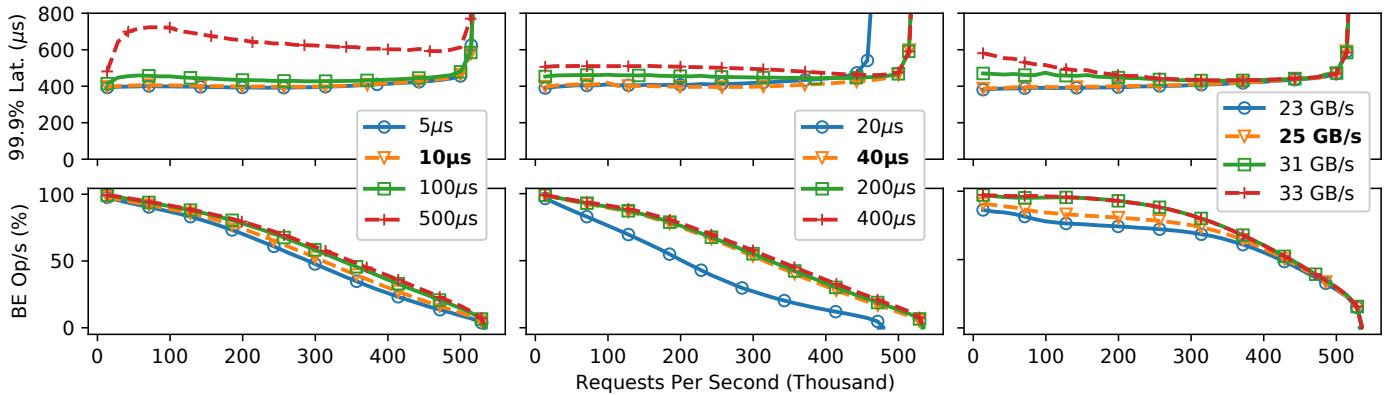 99.9% Lat. (μs)
800
600
400
200
0
5μs
10μs
100μs
500μs
20μs
40μs
200μs
400μs
23 GB/s
25 GB/s
31 GB/s
33 GB/s
BE Op/s (%)
100
50
0
0 100 200 300 400 500
0 100 200 300 400 500
0 100 200 300 400 500
Requests Per Second (Thousand)